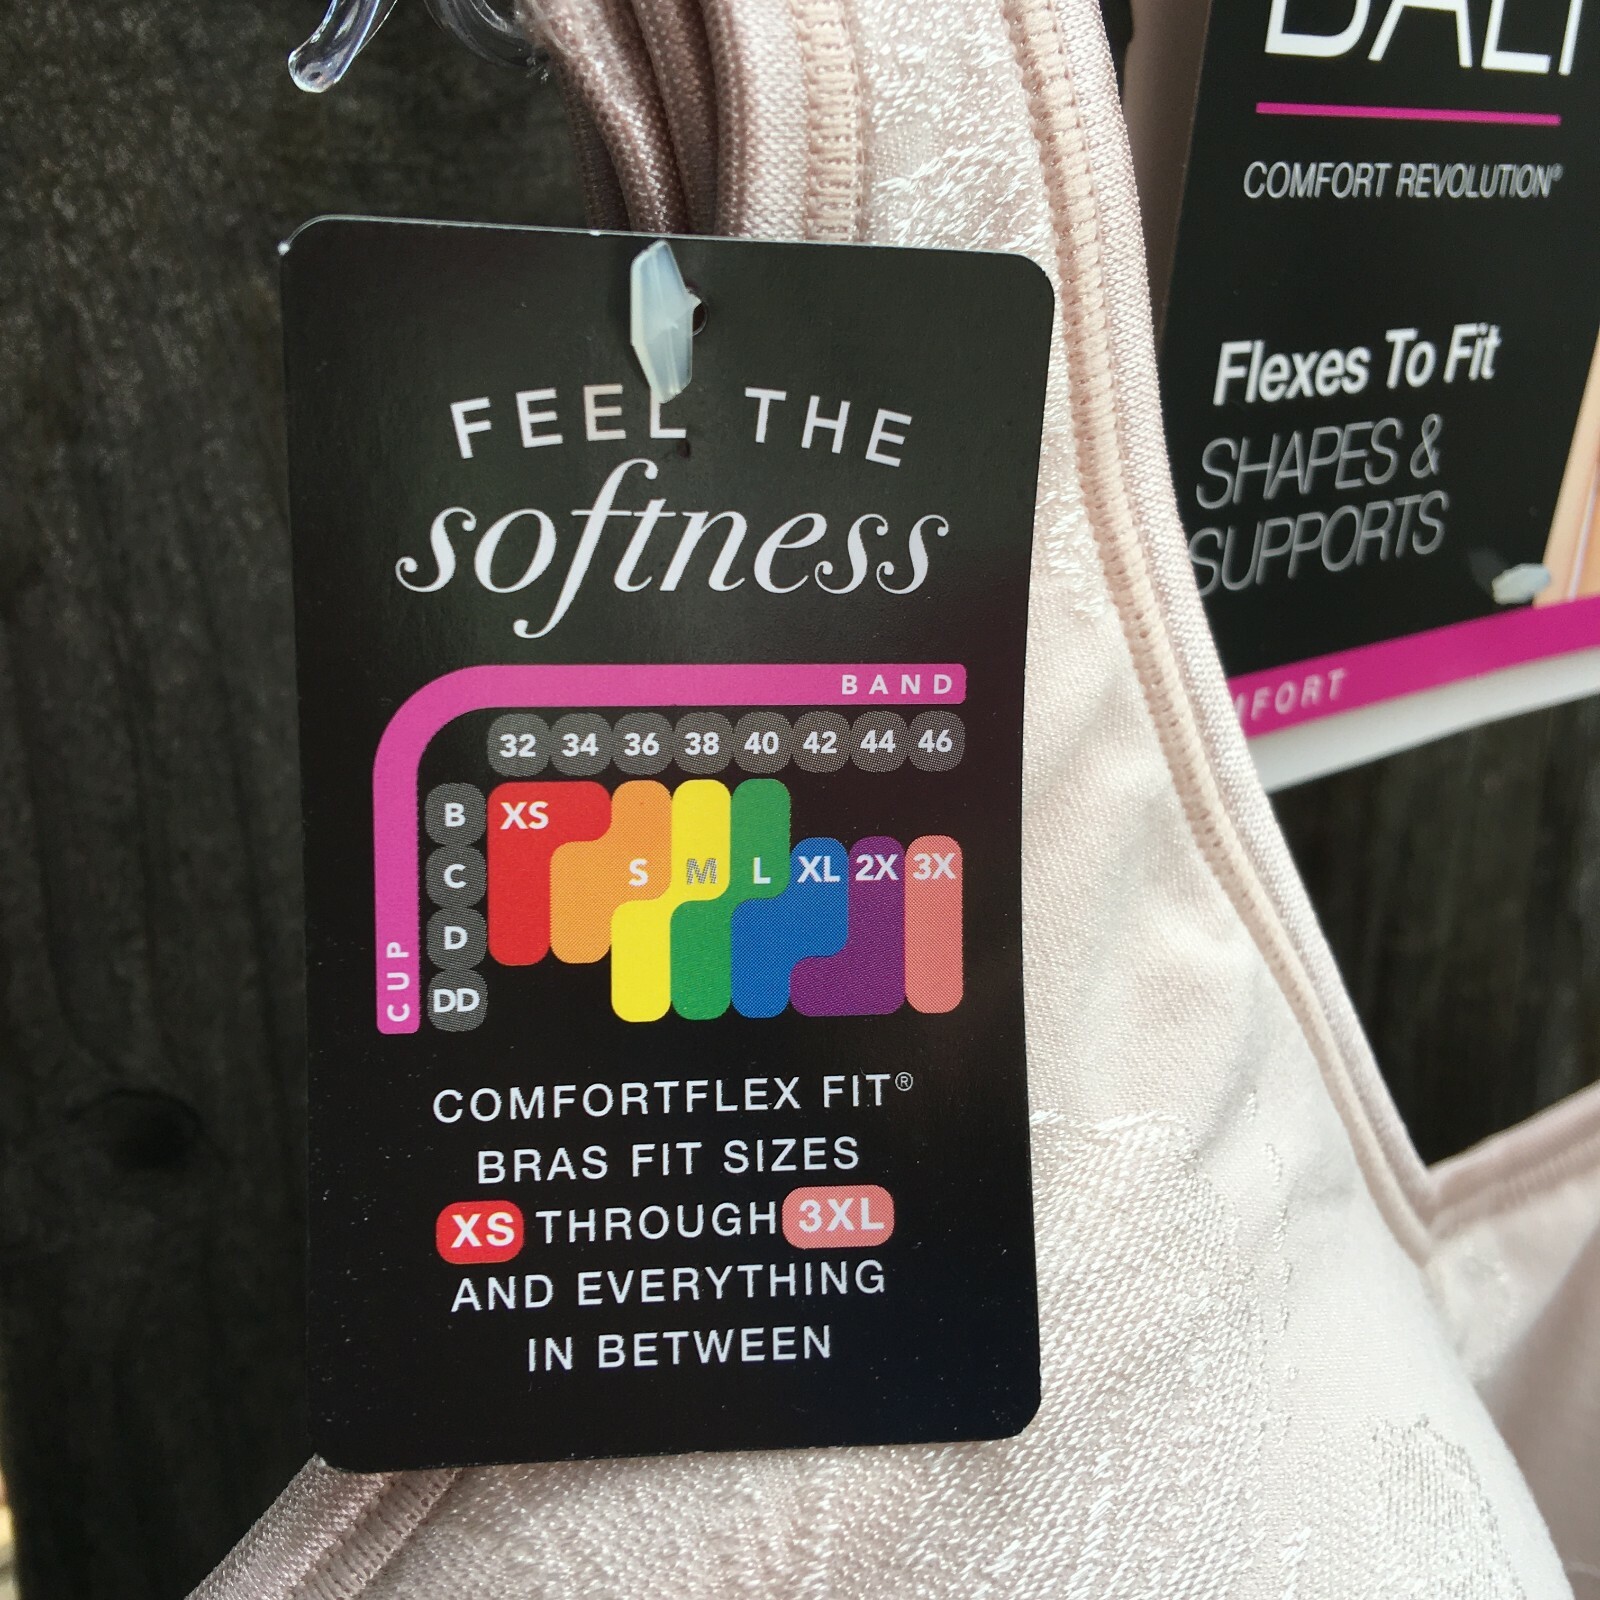 FEEL THE
softness
BAND
32 34 36 38 40 42 44 46
CUP
B XS
C S M L XL 2X 3X
D
DD
COMFORTFLEX FIT®
BRAS FIT SIZES
XS THROUGH 3XL
AND EVERYTHING
IN BETWEEN
BALI
COMFORT REVOLUTION®
Flexes To Fit
SHAPES &
SUPPORTS